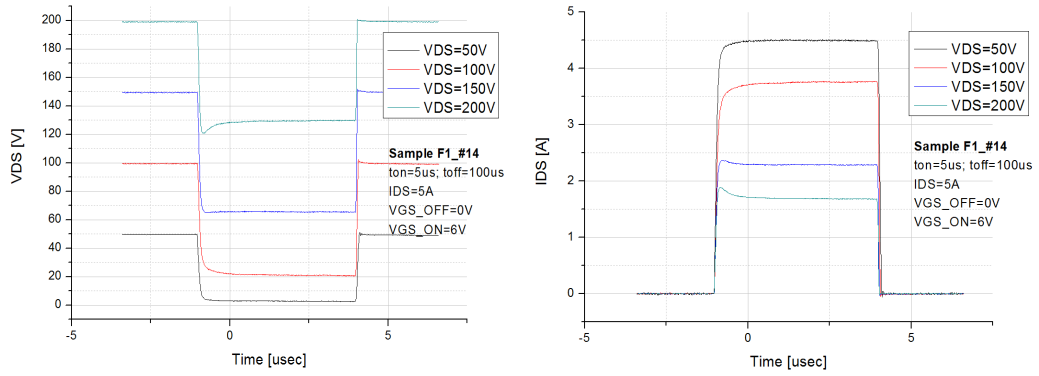 200
180
160
140
120
100
80
60
40
20
0
VDS [V]
-5
0
5
Time [usec]
VDS=50V
VDS=100V
VDS=150V
VDS=200V
Sample F1_#14
ton=5us; toff=100us
IDS=5A
VGS_OFF=0V
VGS_ON=6V
5
4
3
2
1
0
IDS [A]
-5
0
5
Time [usec]
VDS=50V
VDS=100V
VDS=150V
VDS=200V
Sample F1_#14
ton=5us; toff=100us
IDS=5A
VGS_OFF=0V
VGS_ON=6V